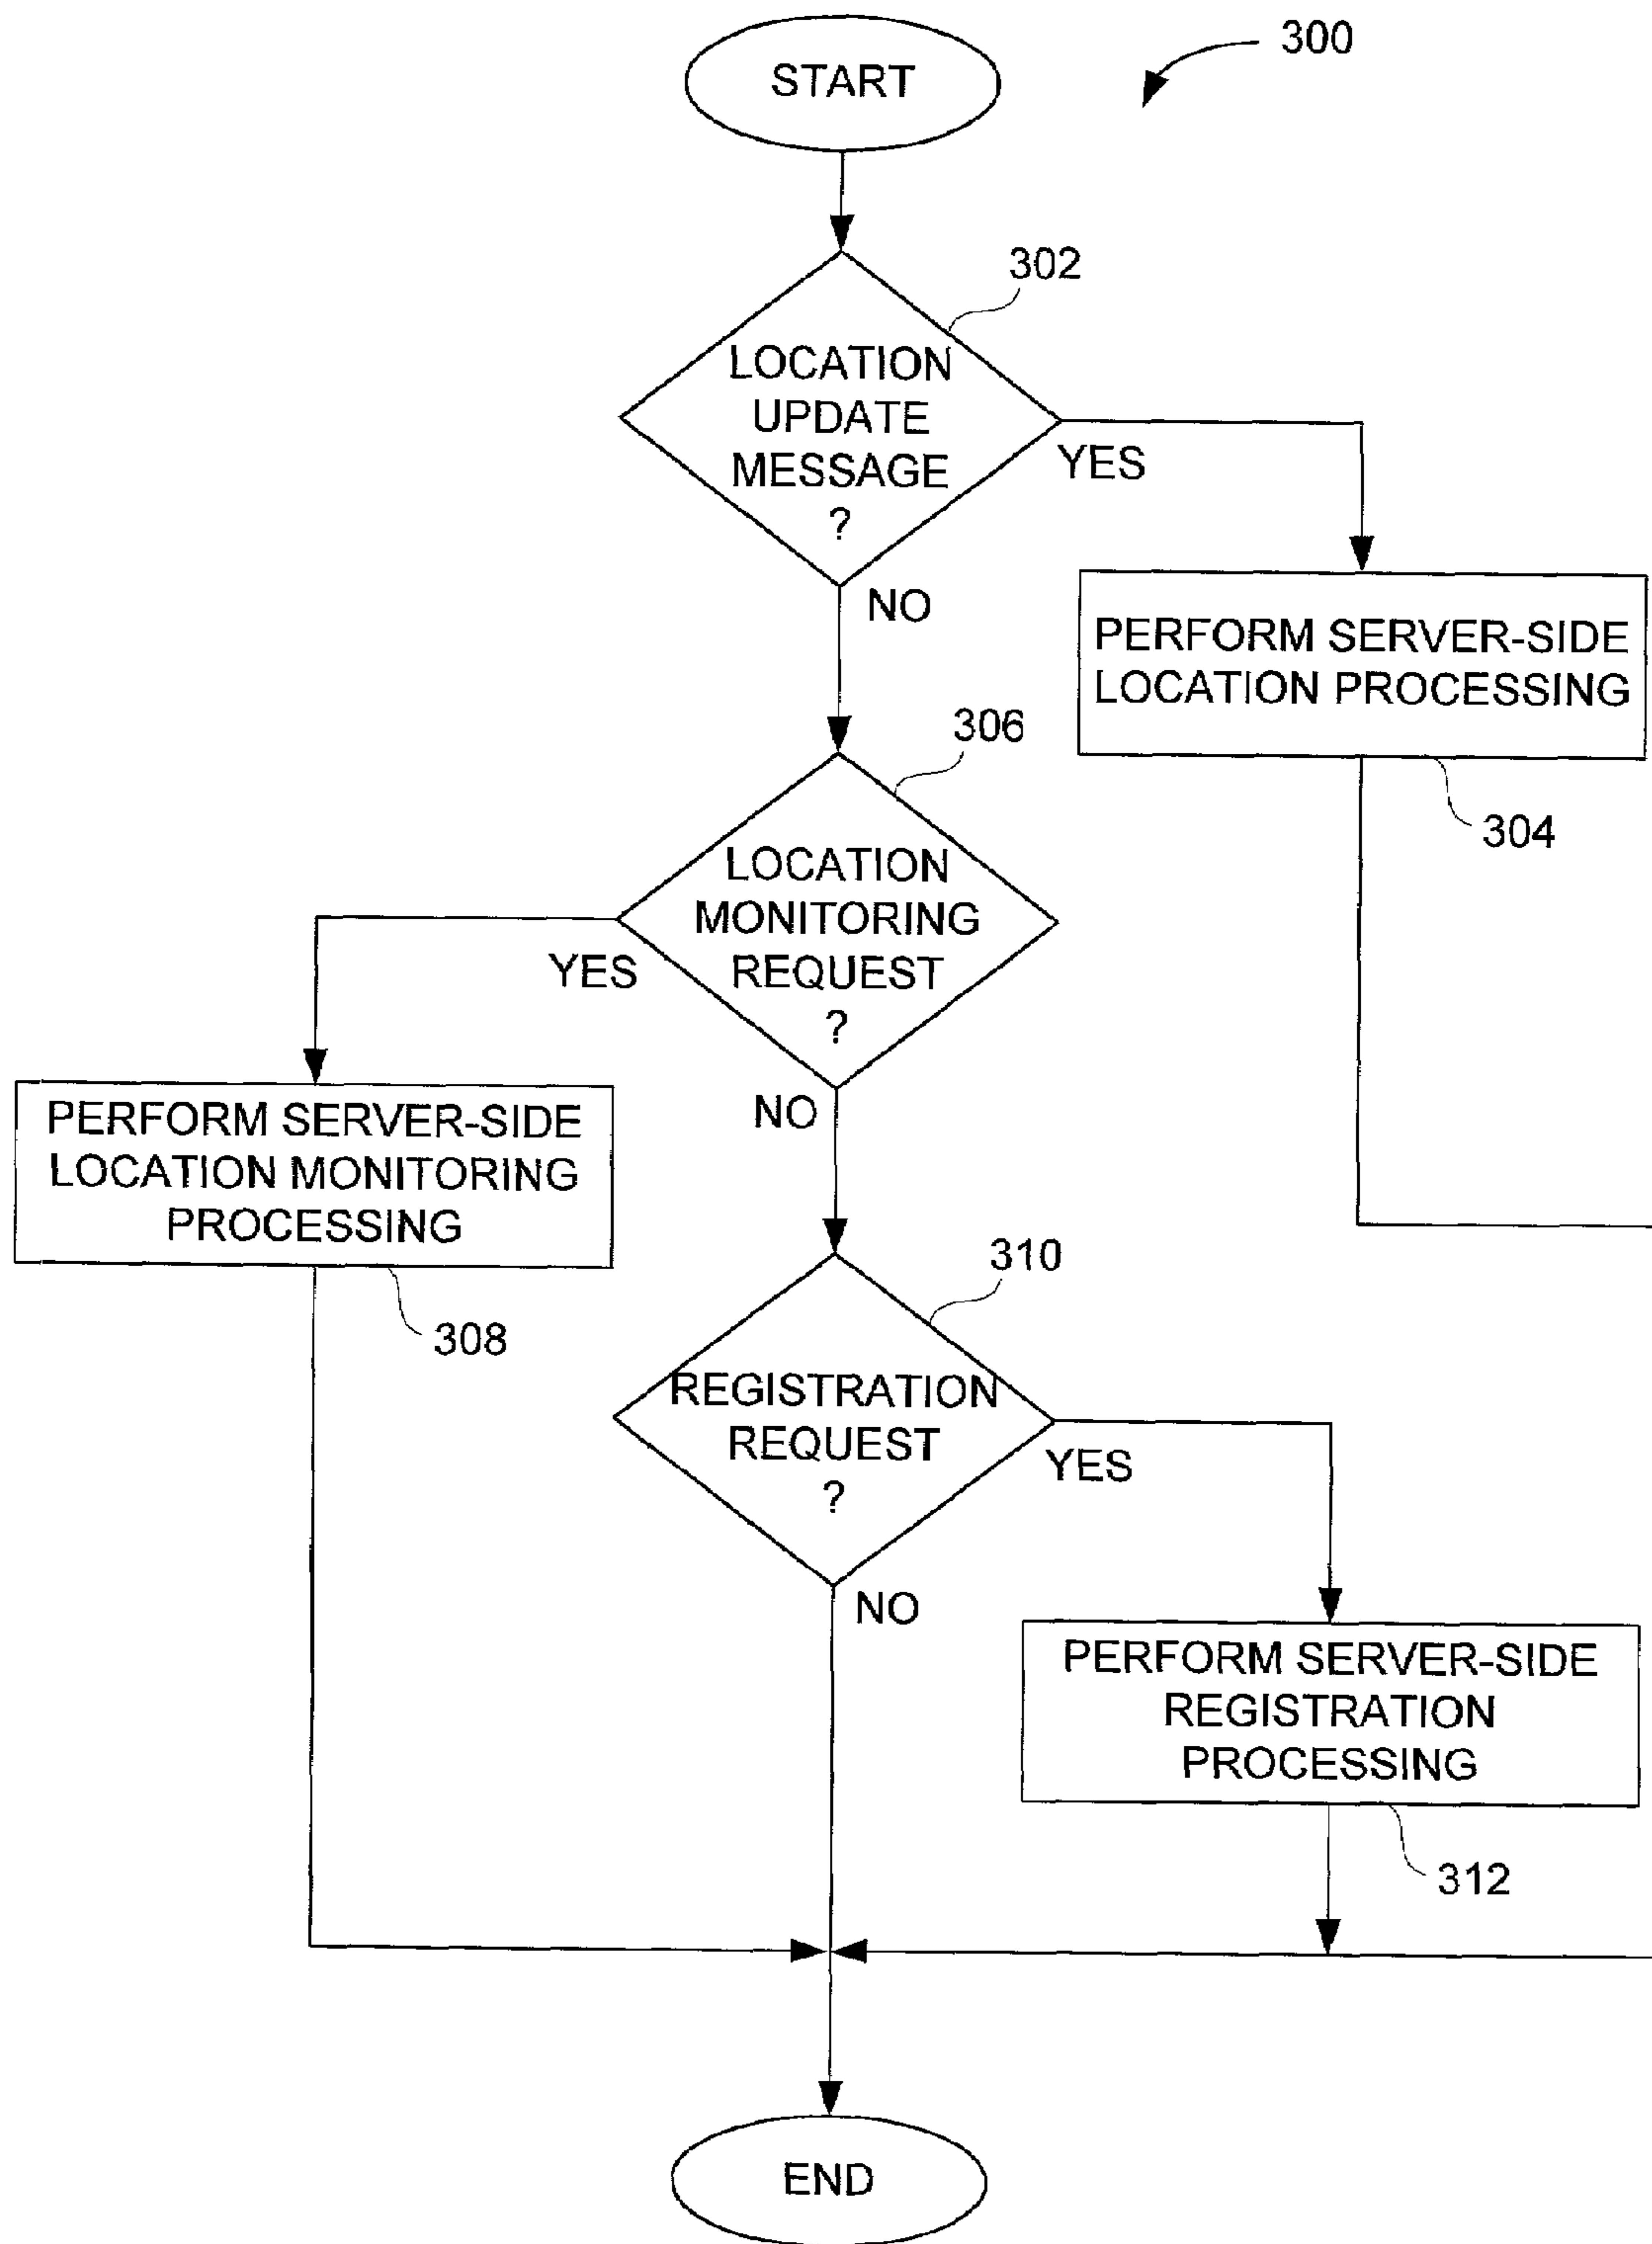 300
START
302
LOCATION
UPDATE
MESSAGE
?
YES
NO
PERFORM SERVER-SIDE
LOCATION PROCESSING
304
306
LOCATION
MONITORING
REQUEST
?
YES
NO
PERFORM SERVER-SIDE
LOCATION MONITORING
PROCESSING
308
310
REGISTRATION
REQUEST
?
YES
NO
PERFORM SERVER-SIDE
REGISTRATION
PROCESSING
312
END